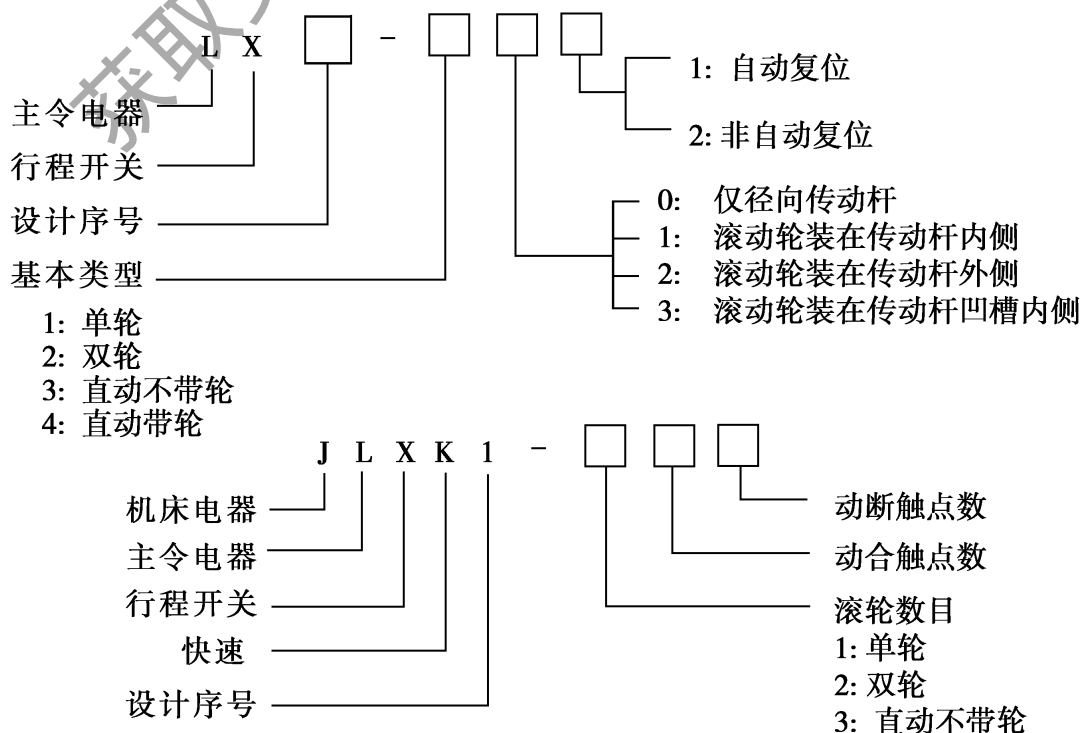 获取
L X □ - □ □ □
1: 自动复位
2: 非自动复位
主令电器
行程开关
设计序号
基本类型
1: 单轮
2: 双轮
3: 直动不带轮
4: 直动带轮
0: 仅径向传动杆
1: 滚动轮装在传动杆内侧
2: 滚动轮装在传动杆外侧
3: 滚动轮装在传动杆凹槽内侧
J L X K 1 - □ □ □
机床电器
主令电器
行程开关
快速
设计序号
动断触点数
动合触点数
滚轮数目
1: 单轮
2: 双轮
3: 直动不带轮